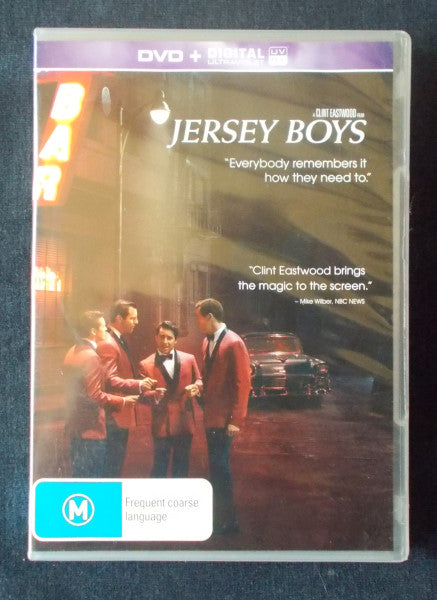 DVD + DIGITAL
ULTRAVIOLET
UV
A CLINT EASTWOOD FILM
JERSEY BOYS
"Everybody remembers it
how they need to."
"Clint Eastwood brings
the magic to the screen."
– Mike Wilber, NBC NEWS
BAR
M
Frequent coarse
language